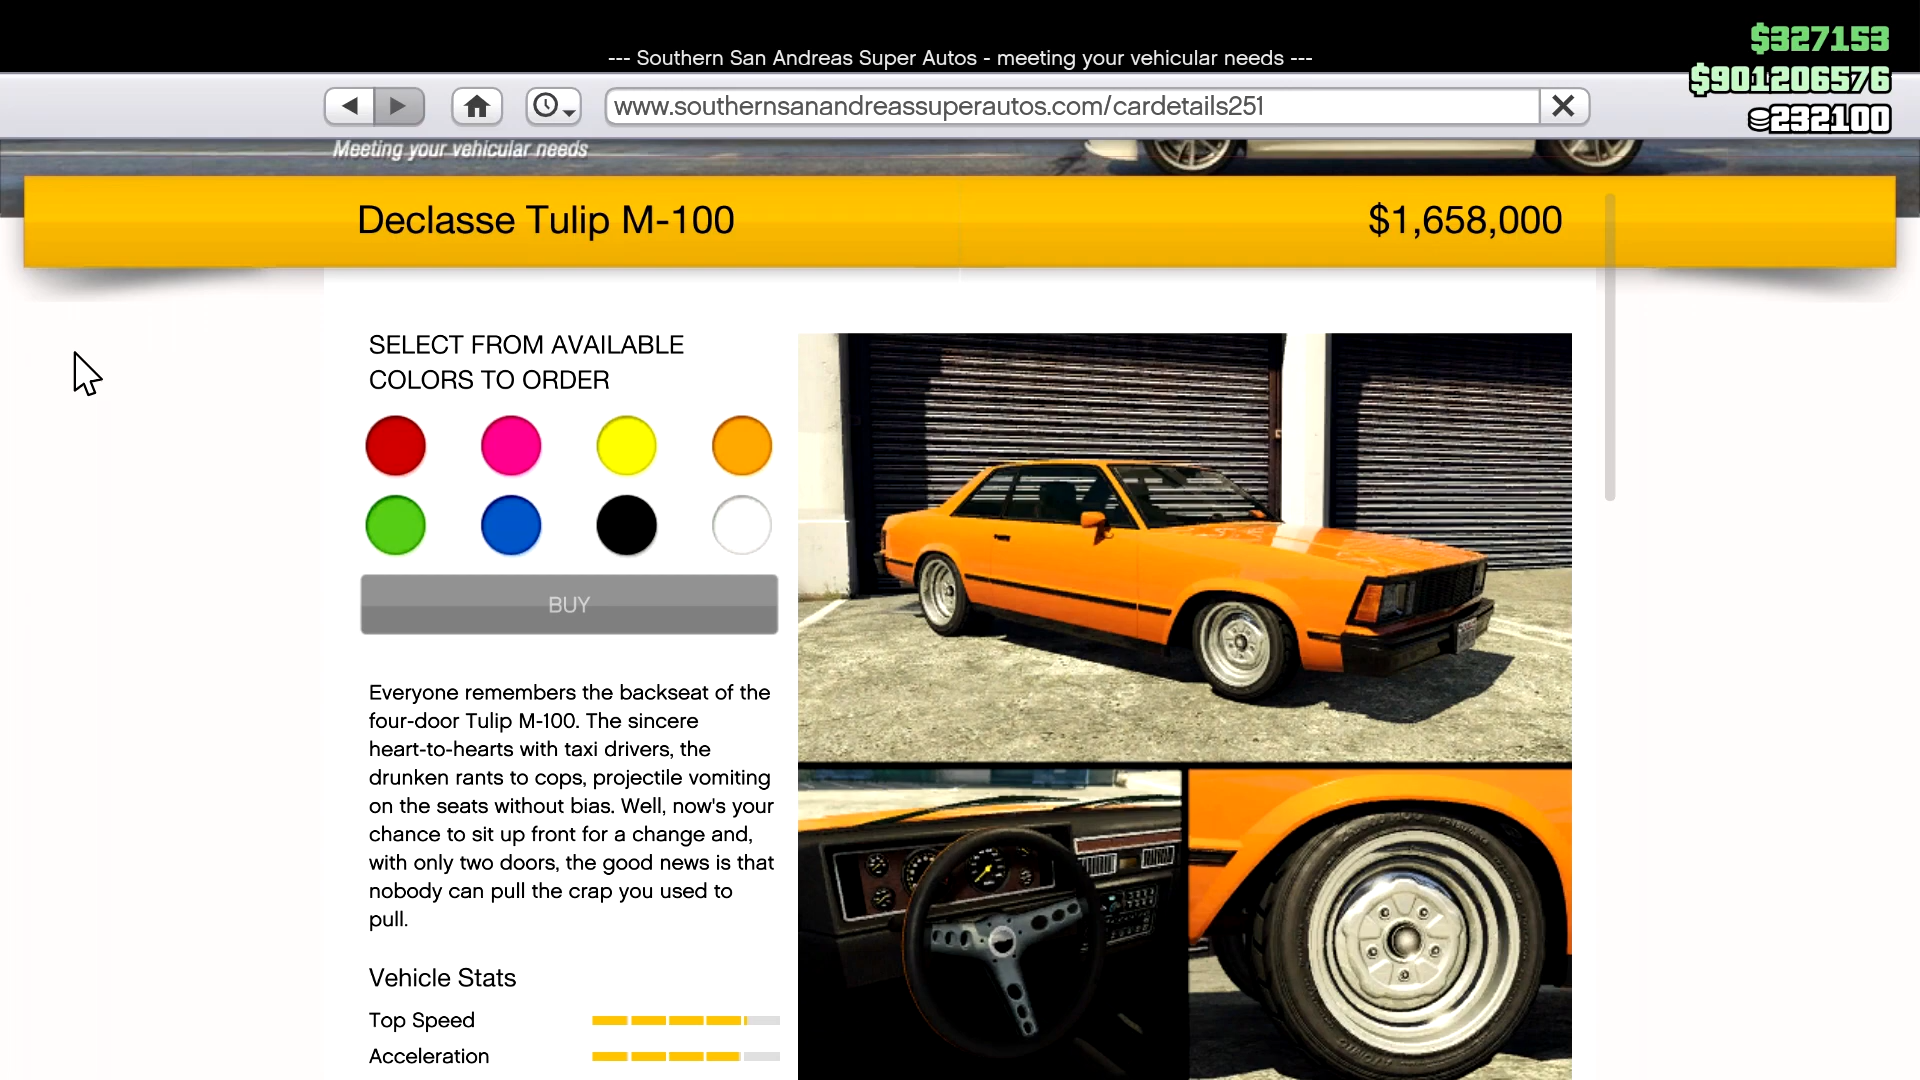 --- Southern San Andreas Super Autos - meeting your vehicular needs ---
$327153
$901206576
232100
www.southernsanandreassuperautos.com/cardetails251
Meeting your vehicular needs
Declasse Tulip M-100
$1,658,000
SELECT FROM AVAILABLE
COLORS TO ORDER
BUY
Everyone remembers the backseat of the
four-door Tulip M-100. The sincere
heart-to-hearts with taxi drivers, the
drunken rants to cops, projectile vomiting
on the seats without bias. Well, now's your
chance to sit up front for a change and,
with only two doors, the good news is that
nobody can pull the crap you used to
pull.
Vehicle Stats
Top Speed
Acceleration